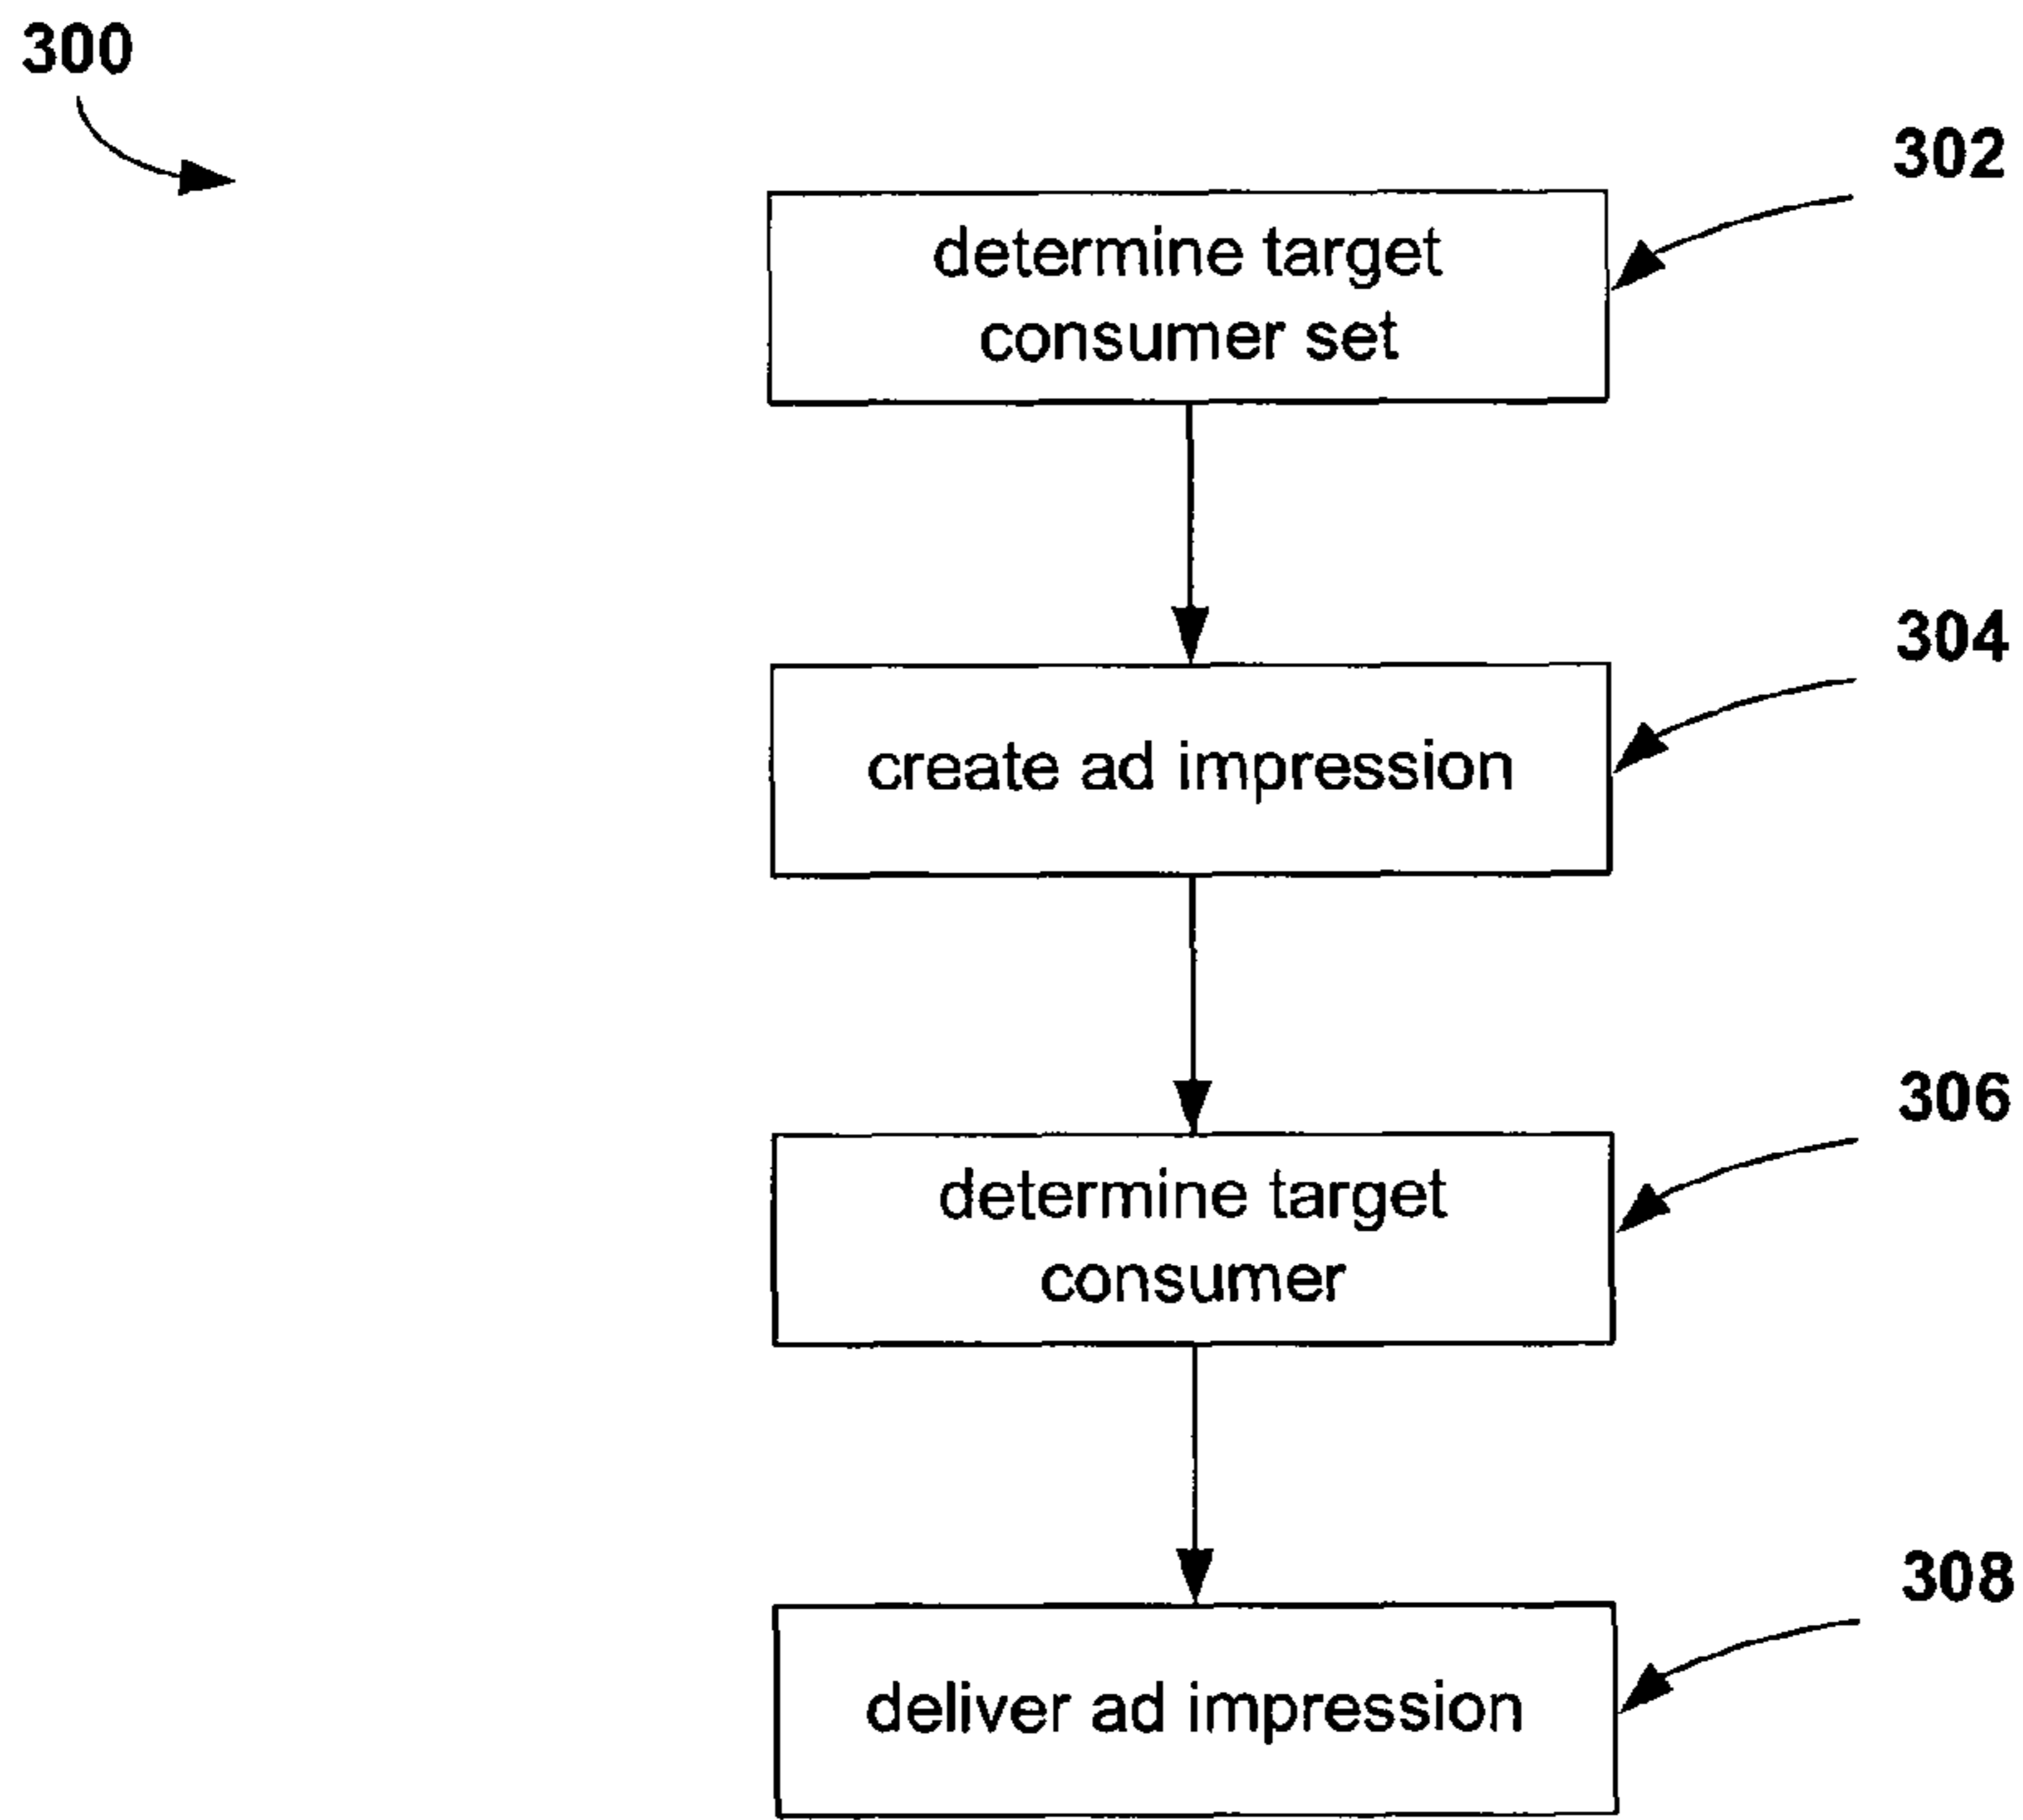 300
302
determine target
consumer set
304
create ad impression
306
determine target
consumer
308
deliver ad impression